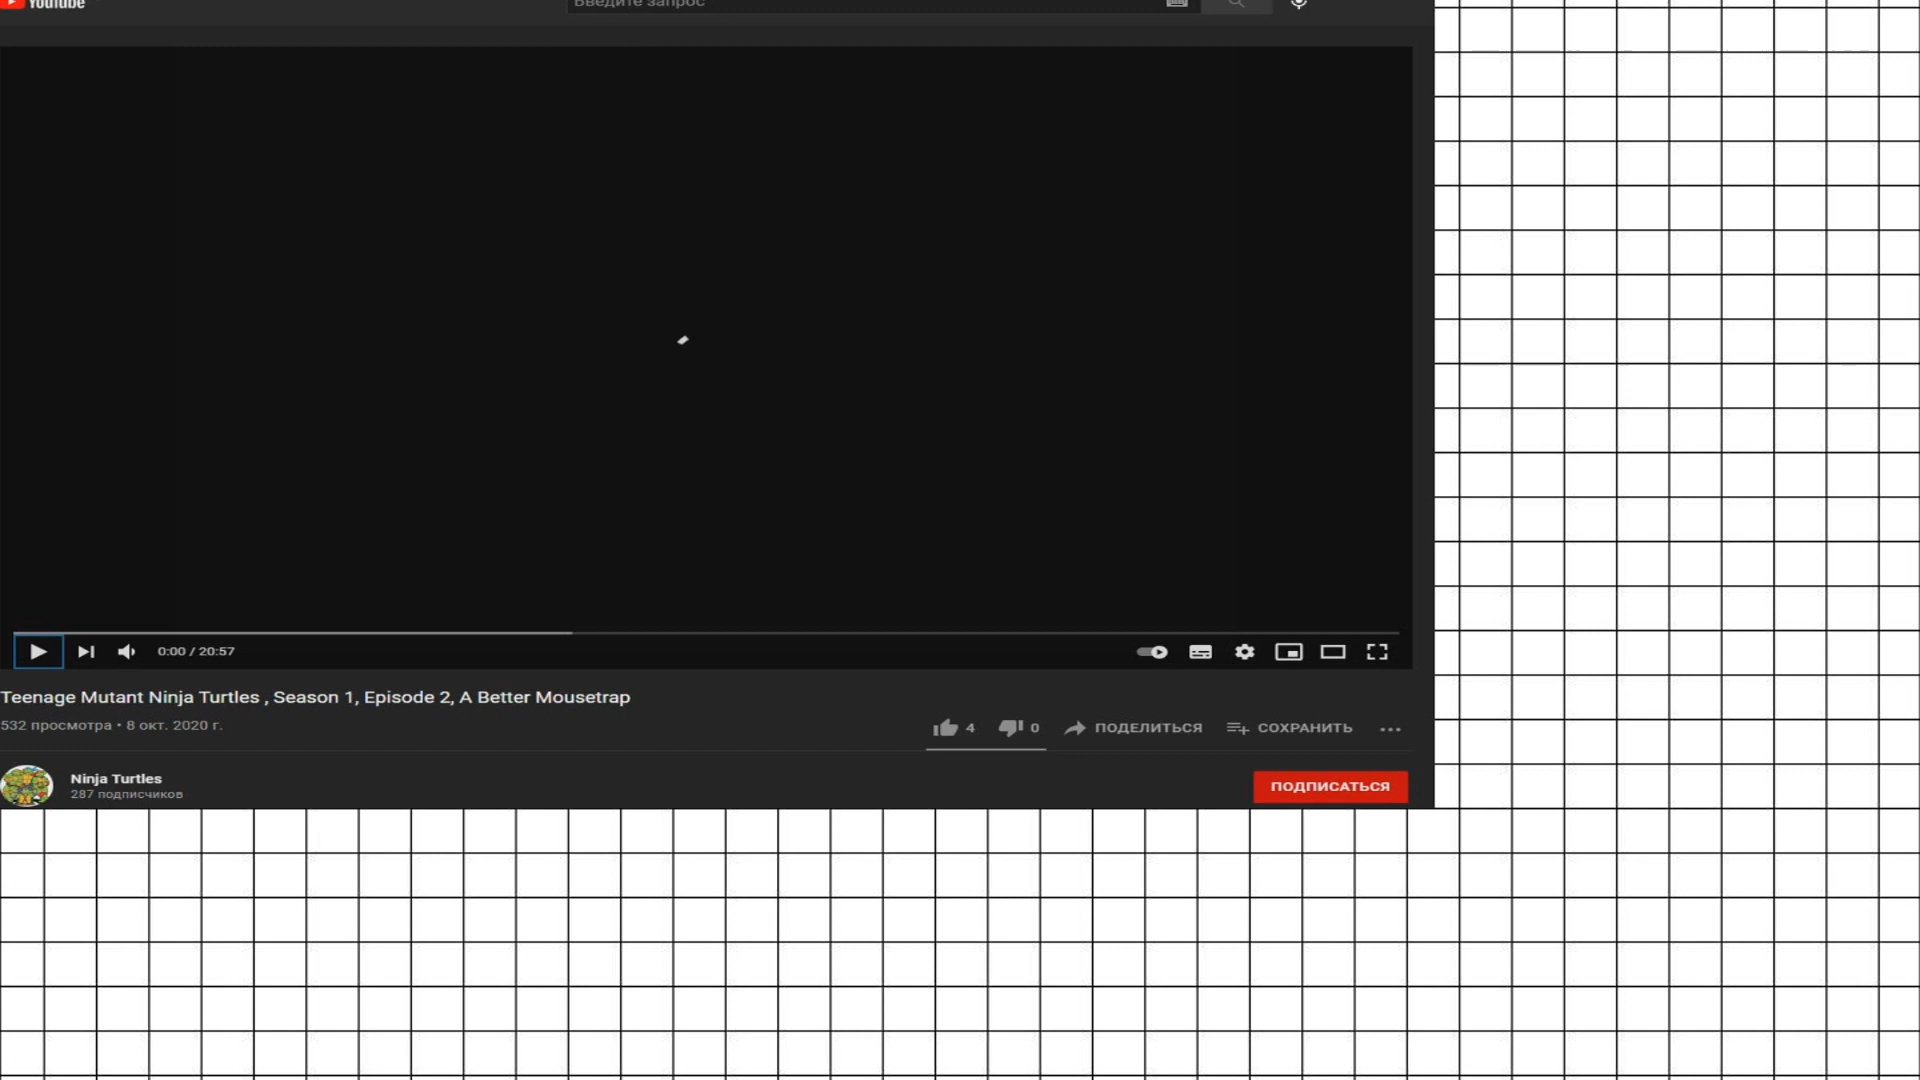 YouTube
Введите запрос
0:00 / 20:57
Teenage Mutant Ninja Turtles , Season 1, Episode 2, A Better Mousetrap
532 просмотра • 8 окт. 2020 г.
4
0
ПОДЕЛИТЬСЯ
СОХРАНИТЬ
Ninja Turtles
287 подписчиков
ПОДПИСАТЬСЯ